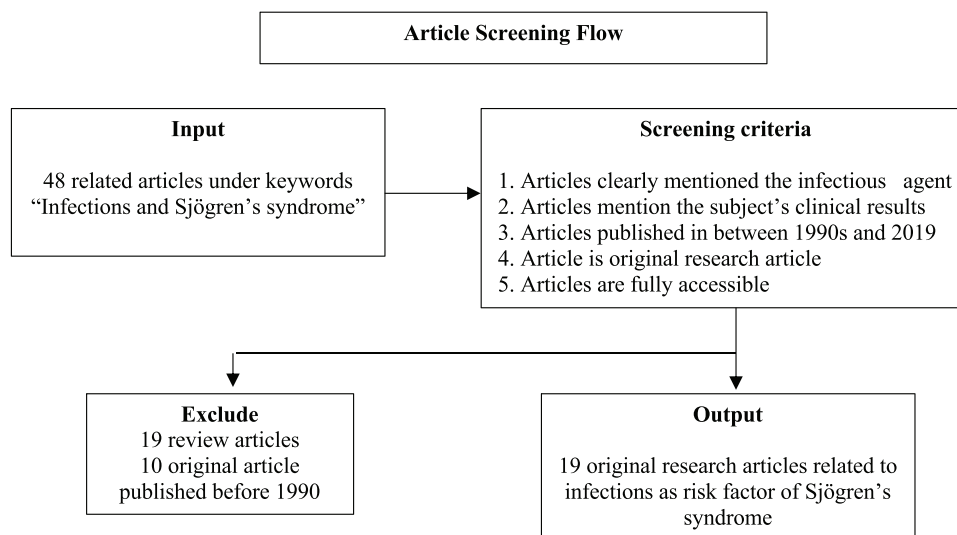 Article Screening Flow
Input
48 related articles under keywords
“Infections and Sjögren’s syndrome”
Screening criteria
1. Articles clearly mentioned the infectious agent
2. Articles mention the subject’s clinical results
3. Articles published in between 1990s and 2019
4. Article is original research article
5. Articles are fully accessible
Exclude
19 review articles
10 original article
published before 1990
Output
19 original research articles related to
infections as risk factor of Sjögren’s
syndrome